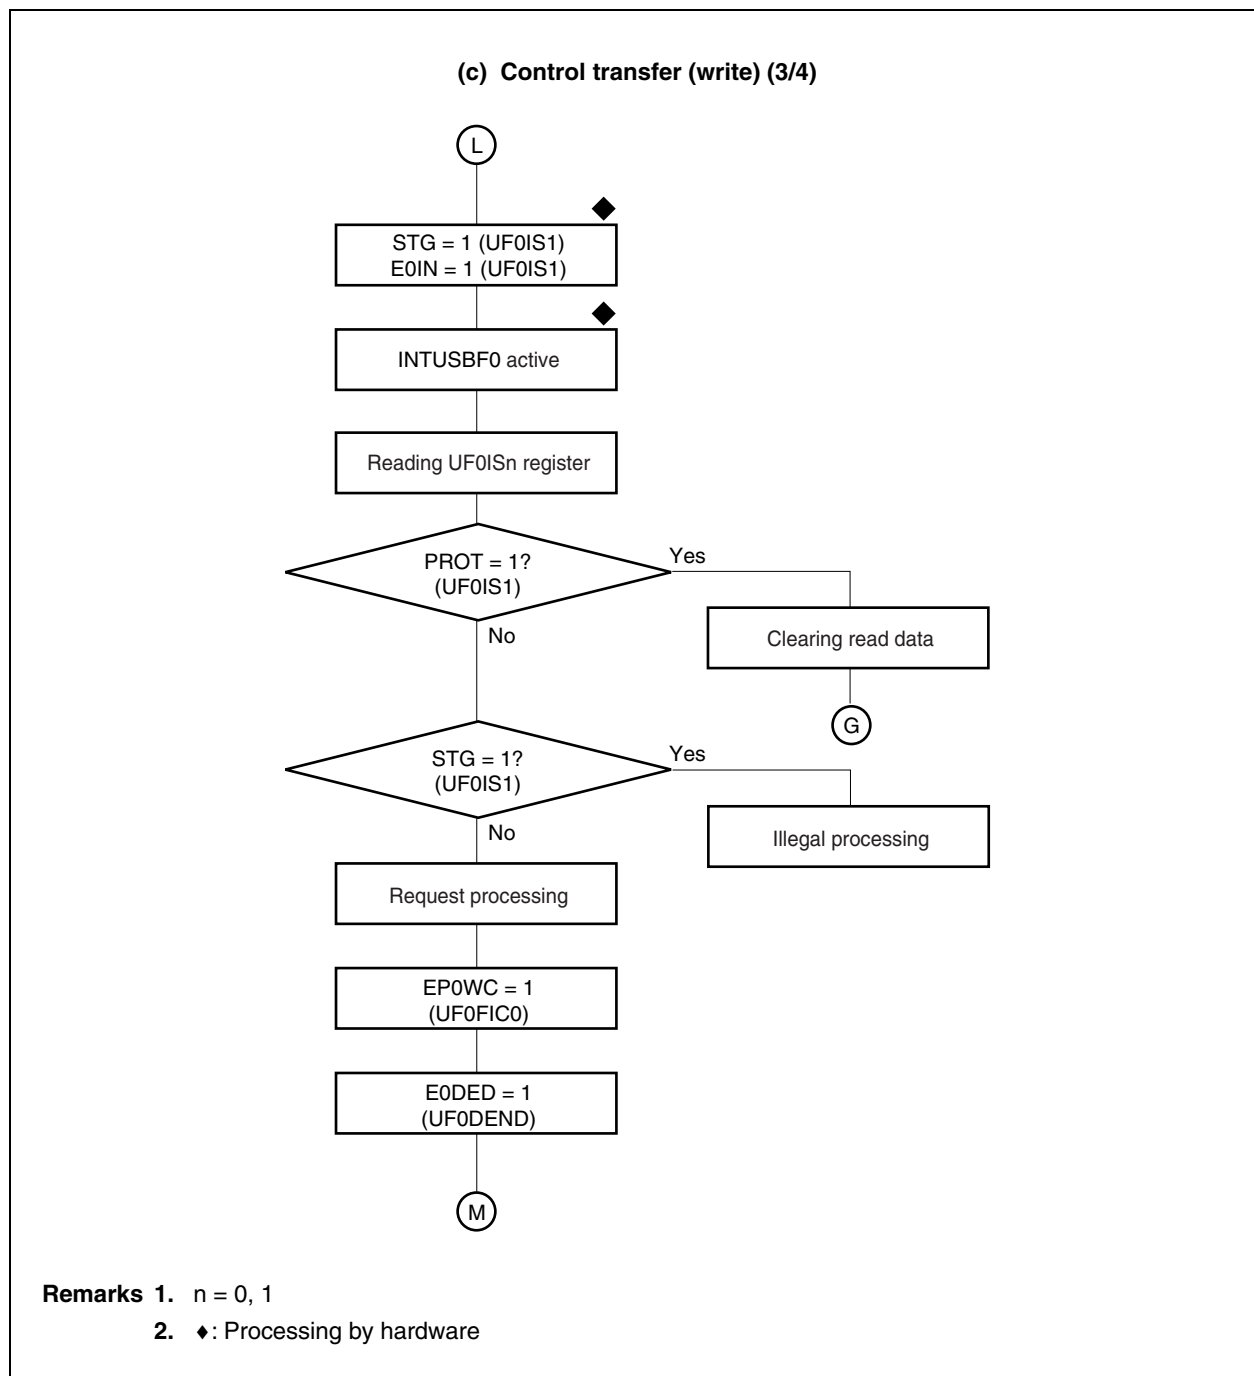 (c) Control transfer (write) (3/4)
L
STG = 1 (UF0IS1)
E0IN = 1 (UF0IS1)
INTUSBF0 active
Reading UF0ISn register
PROT = 1?
(UF0IS1)
Yes
No
Clearing read data
G
STG = 1?
(UF0IS1)
Yes
No
Illegal processing
Request processing
EP0WC = 1
(UF0FIC0)
E0DED = 1
(UF0DEND)
M
Remarks 1. n = 0, 1
2. ♦: Processing by hardware